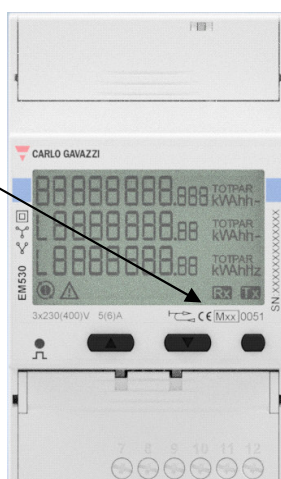 CARLO GAVAZZI
88888888.888 TOTPAR kWAhh~
L8888888.88 TOTPAR kWAhh~
L8888888.88 TOTPAR kWAhHz
Rx Tx
EM530
SN XXXXXXXXXX
3x230(400)V 5(6)A
CE Mxx 0051
7 8 9 10 11 12